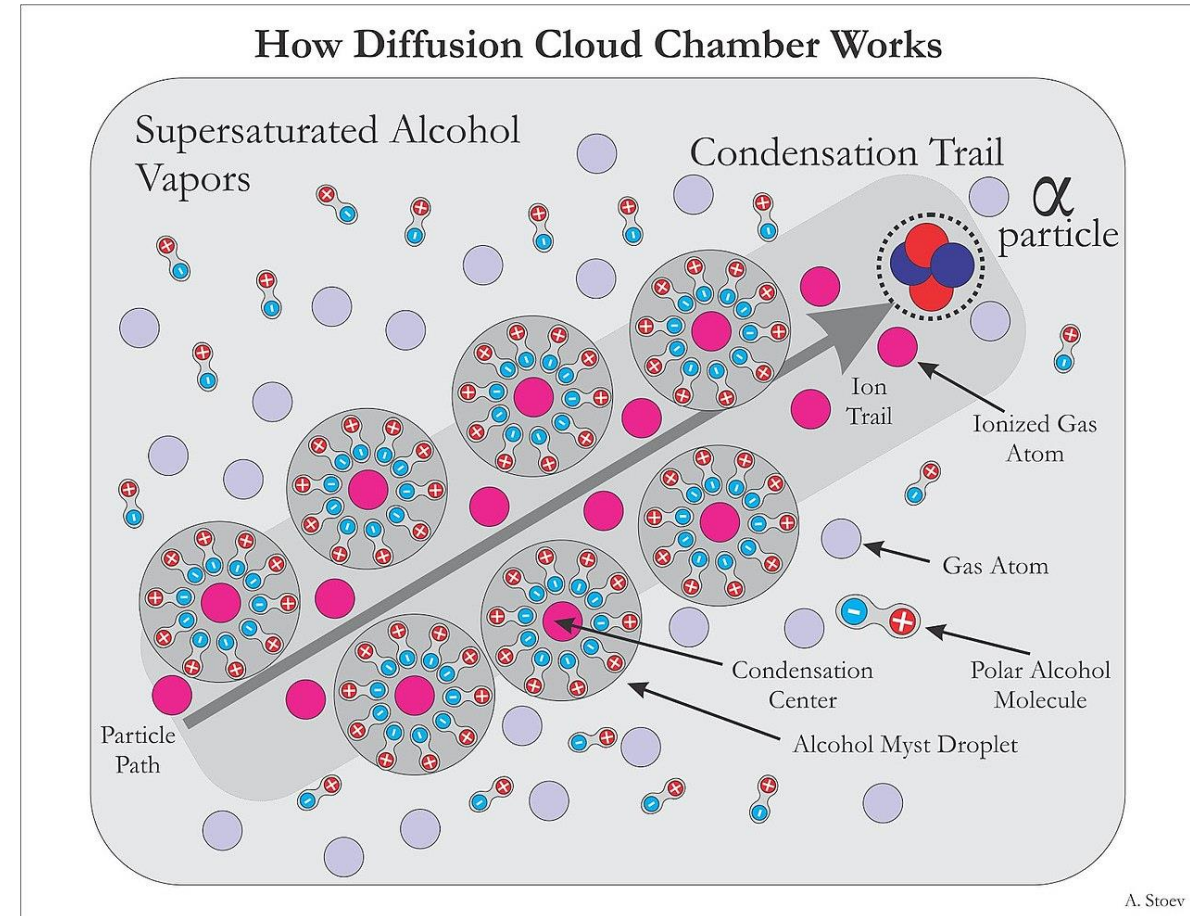 How Diffusion Cloud Chamber Works
Supersaturated Alcohol
Vapors
Condensation Trail
α
particle
Ion
Trail
Ionized Gas
Atom
Gas Atom
Polar Alcohol
Molecule
Condensation
Center
Alcohol Myst Droplet
Particle
Path
A. Stoev